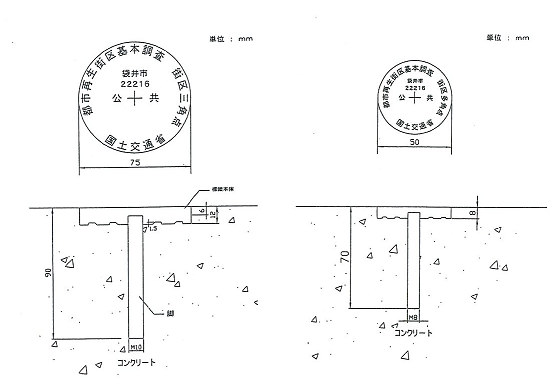 単位 : mm
都市再生街区基本調査 街区三角点
袋井市
22216
公 共
国土交通省
75
標識本体
6
12
1.5
90
脚
M10
コンクリート
単位 : mm
都市再生街区基本調査 街区多角点
袋井市
22216
公 共
国土交通省
50
8
70
M8
コンクリート